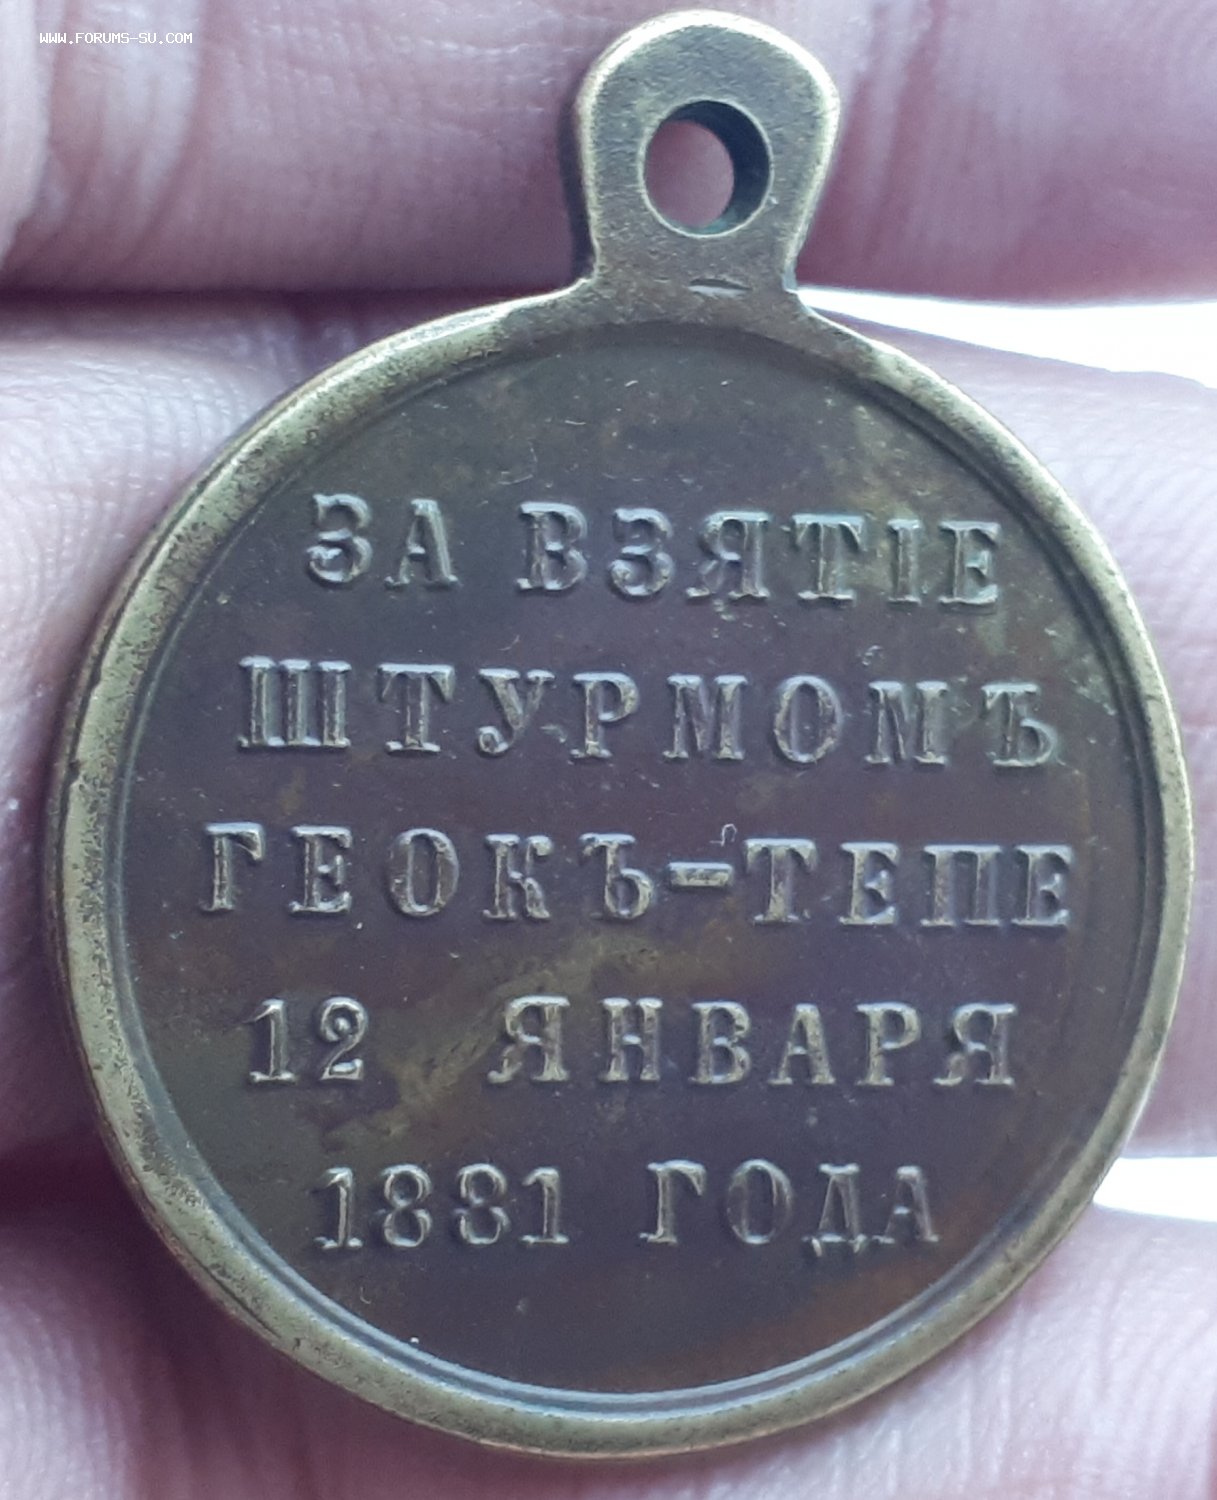 WWW.FORUMS-SU.COM
ЗА ВЗЯТІЕ
ШТУРМОМЪ
ГЕОКЪ-ТЕПЕ
12 ЯНВАРЯ
1881 ГОДА